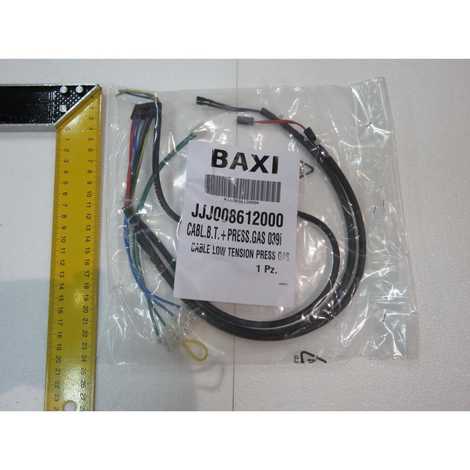 BAXI
JJJ008612000
CABL.B.T.+PRESS.GAS 039i
CABLE LOW TENSION PRESS GAS
1 Pz.